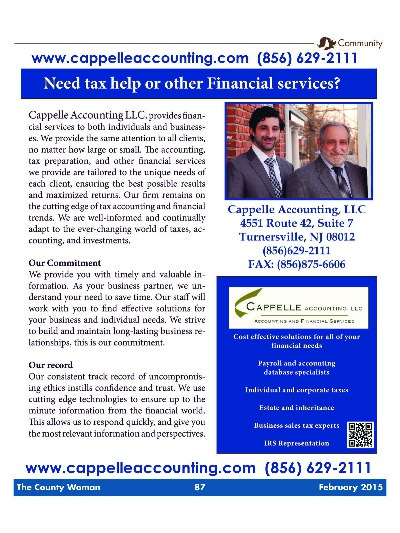 Community
www.cappelleaccounting.com (856) 629-2111
Need tax help or other Financial services?
Cappelle Accounting LLC. provides finan-
cial services to both individuals and business-
es. We provide the same attention to all clients,
no matter how large or small. The accounting,
tax preparation, and other financial services
we provide are tailored to the unique needs of
each client, ensuring the best possible results
and maximized returns. Our firm remains on
the cutting edge of tax accounting and financial
trends. We are well-informed and continually
adapt to the ever-changing world of taxes, ac-
counting, and investments.
Our Commitment
We provide you with timely and valuable in-
formation. As your business partner, we un-
derstand your need to save time. Our staff will
work with you to find effective solutions for
your business and individual needs. We strive
to build and maintain long-lasting business re-
lationships, this is our commitment.
Our record
Our consistent track record of uncompromis-
ing ethics instills confidence and trust. We use
cutting edge technologies to ensure up to the
minute information from the financial world.
This allows us to respond quickly, and give you
the most relevant information and perspectives.
Cappelle Accounting, LLC
4551 Route 42, Suite 7
Turnersville, NJ 08012
(856)629-2111
FAX: (856)875-6606
CAPPELLE ACCOUNTING, LLC
ACCOUNTING AND FINANCIAL SERVICES
Cost effective solutions for all of your
financial needs
Payroll and accounting
database specialists
Individual and corporate taxes
Estate and inheritance
Business sales tax experts
IRS Representation
www.cappelleaccounting.com (856) 629-2111
The County Woman 87 February 2015